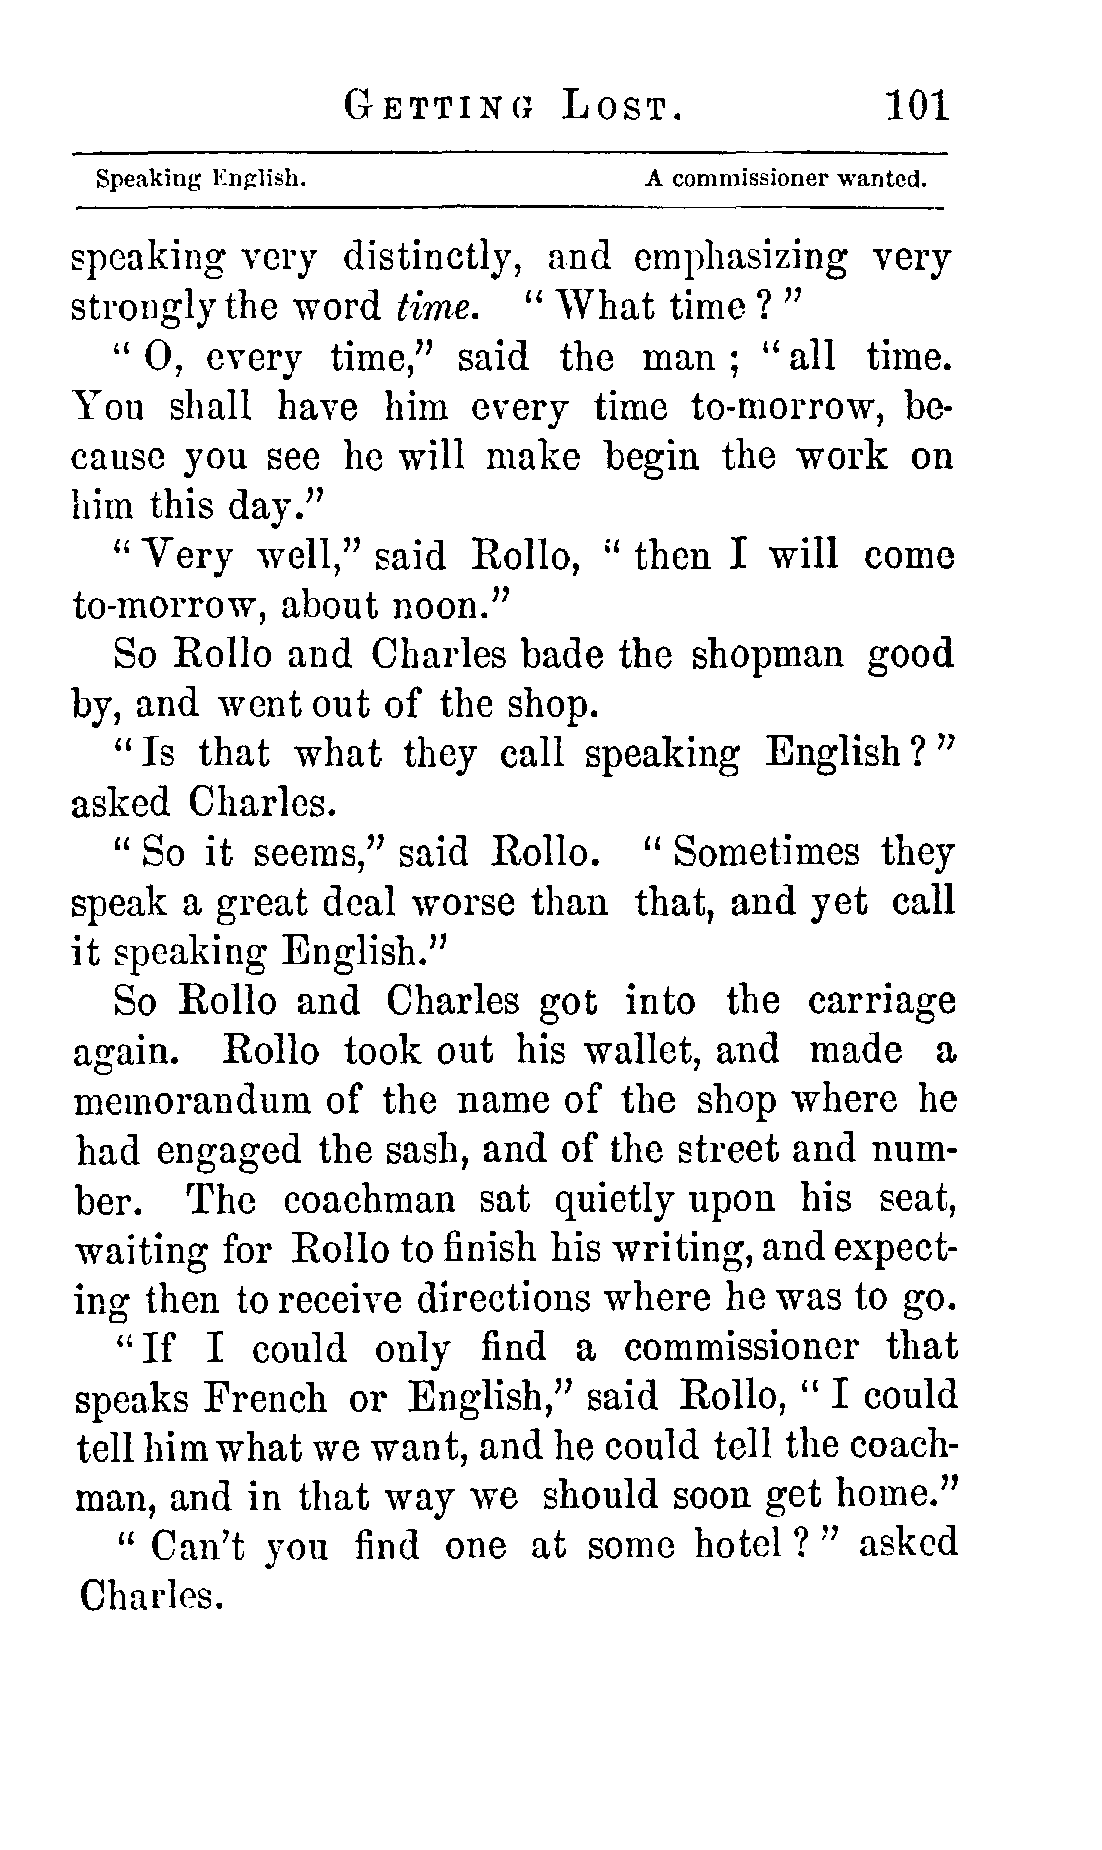 GETTING LOST. 101
Speaking English. A commissioner wanted.
speaking very distinctly, and emphasizing very
strongly the word time. “What time?”
“O, every time,” said the man; “all time.
You shall have him every time to-morrow, be-
cause you see he will make begin the work on
him this day.”
“Very well,” said Rollo, “then I will come
to-morrow, about noon.”
So Rollo and Charles bade the shopman good
by, and went out of the shop.
“Is that what they call speaking English?”
asked Charles.
“So it seems,” said Rollo. “Sometimes they
speak a great deal worse than that, and yet call
it speaking English.”
So Rollo and Charles got into the carriage
again. Rollo took out his wallet, and made a
memorandum of the name of the shop where he
had engaged the sash, and of the street and num-
ber. The coachman sat quietly upon his seat,
waiting for Rollo to finish his writing, and expect-
ing then to receive directions where he was to go.
“If I could only find a commissioner that
speaks French or English,” said Rollo, “I could
tell him what we want, and he could tell the coach-
man, and in that way we should soon get home.”
“Can’t you find one at some hotel?” asked
Charles.